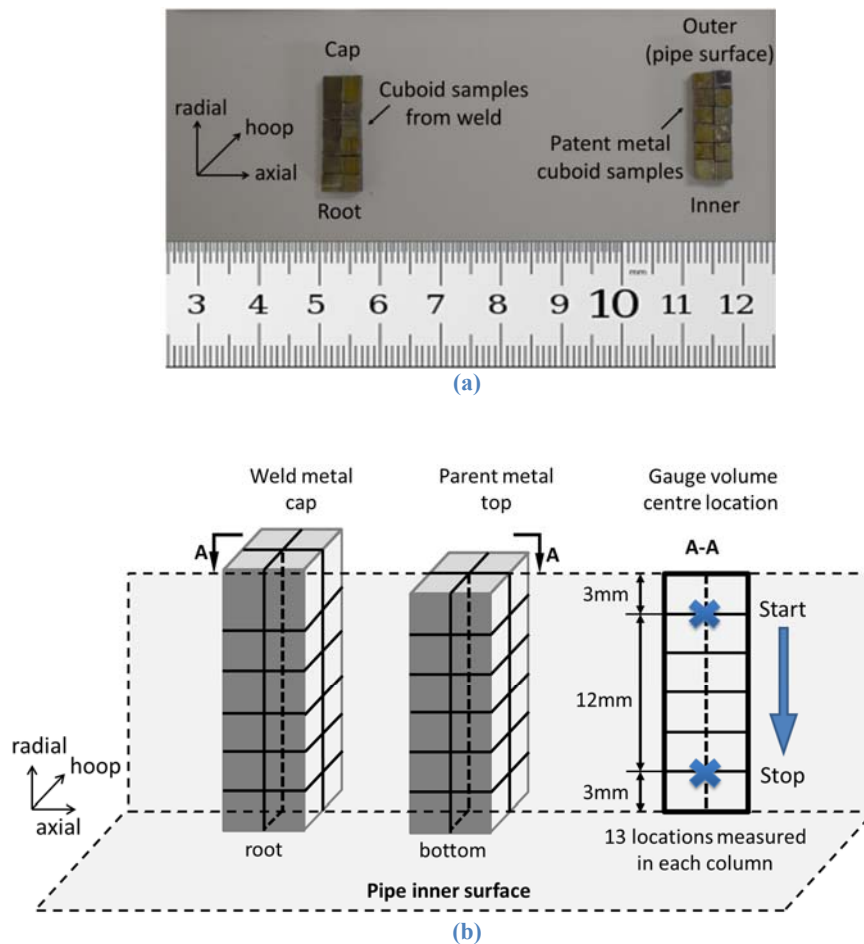 Cap
Outer
(pipe surface)
radial
hoop
axial
Cuboid samples
from weld
Patent metal
cuboid samples
Root
Inner
mm
3 4 5 6 7 8 9 10 11 12
(a)
Weld metal
cap
Parent metal
top
Gauge volume
centre location
A
A
A-A
3mm
Start
12mm
3mm
Stop
radial
hoop
axial
root
bottom
13 locations measured
in each column
Pipe inner surface
(b)